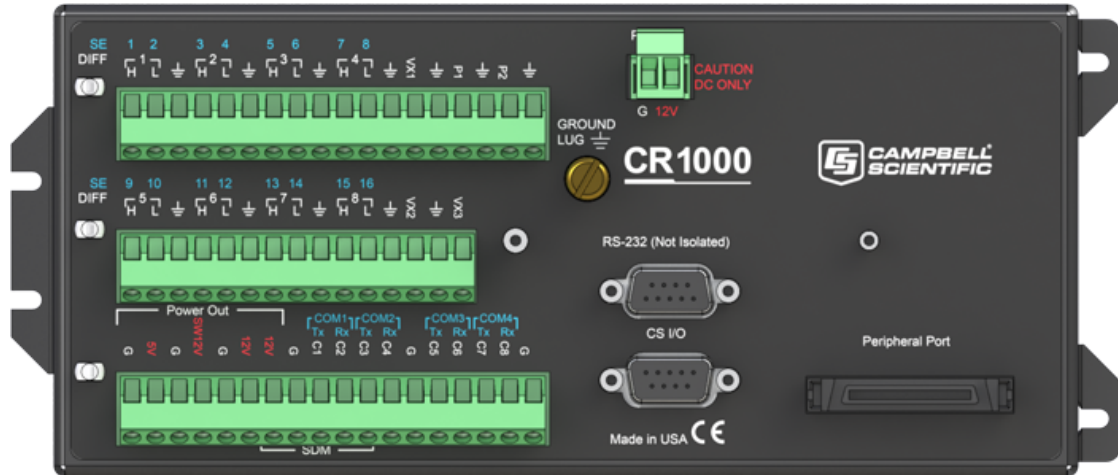 SE 1 2 3 4 5 6 7 8
DIFF 1 2 3 4
H L ⏚ H L ⏚ H L ⏚ H L ⏚ VX1 ⏚ P1 ⏚ P2 ⏚
CAUTION
DC ONLY
G 12V
GROUND
LUG ⏚
CR1000
CAMPBELL
SCIENTIFIC
SE 9 10 11 12 13 14 15 16
DIFF 5 6 7 8
H L ⏚ H L ⏚ H L ⏚ H L ⏚ VX2 ⏚ VX3
RS-232 (Not Isolated)
Power Out
COM1 COM2 COM3 COM4
Tx Rx Tx Rx Tx Rx Tx Rx
G 5V G SW12V G 12V 12V G C1 C2 C3 C4 G C5 C6 C7 C8 G
SDM
CS I/O
Made in USA CE
Peripheral Port